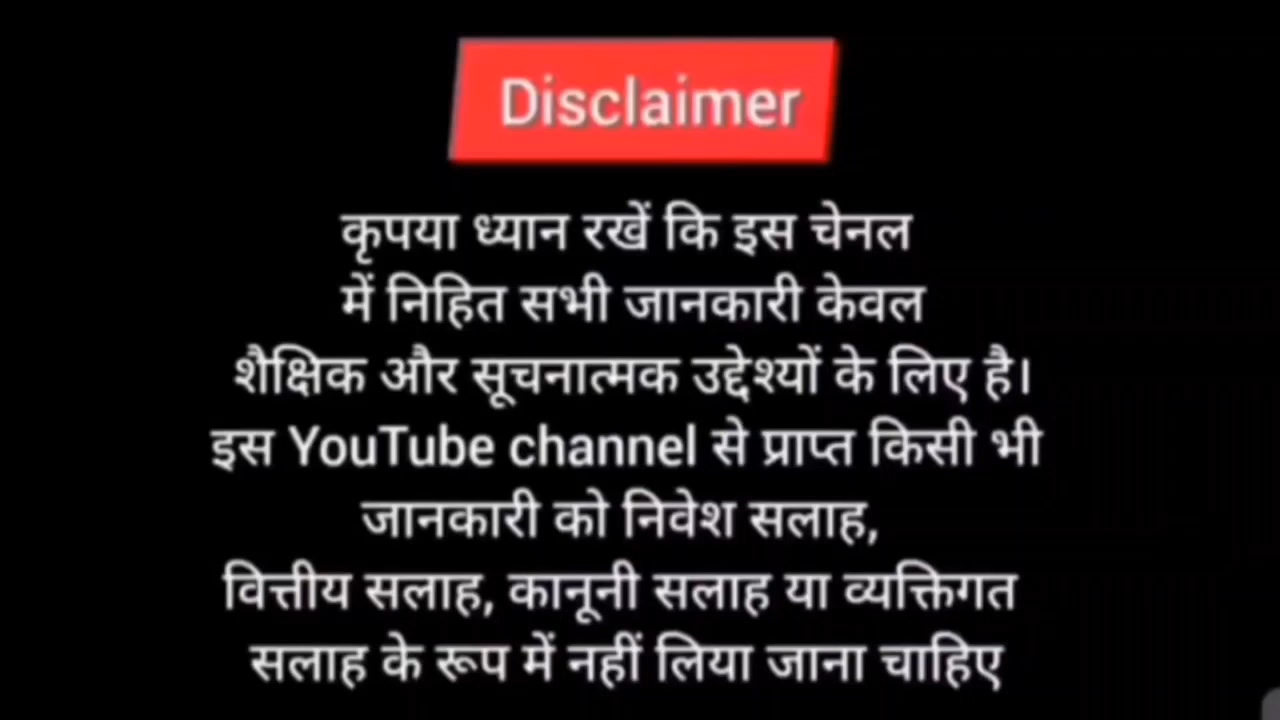 Disclaimer
कृपया ध्यान रखें कि इस चेनल
में निहित सभी जानकारी केवल
शैक्षिक और सूचनात्मक उद्देश्यों के लिए है।
इस YouTube channel से प्राप्त किसी भी
जानकारी को निवेश सलाह,
वित्तीय सलाह, कानूनी सलाह या व्यक्तिगत
सलाह के रूप में नहीं लिया जाना चाहिए